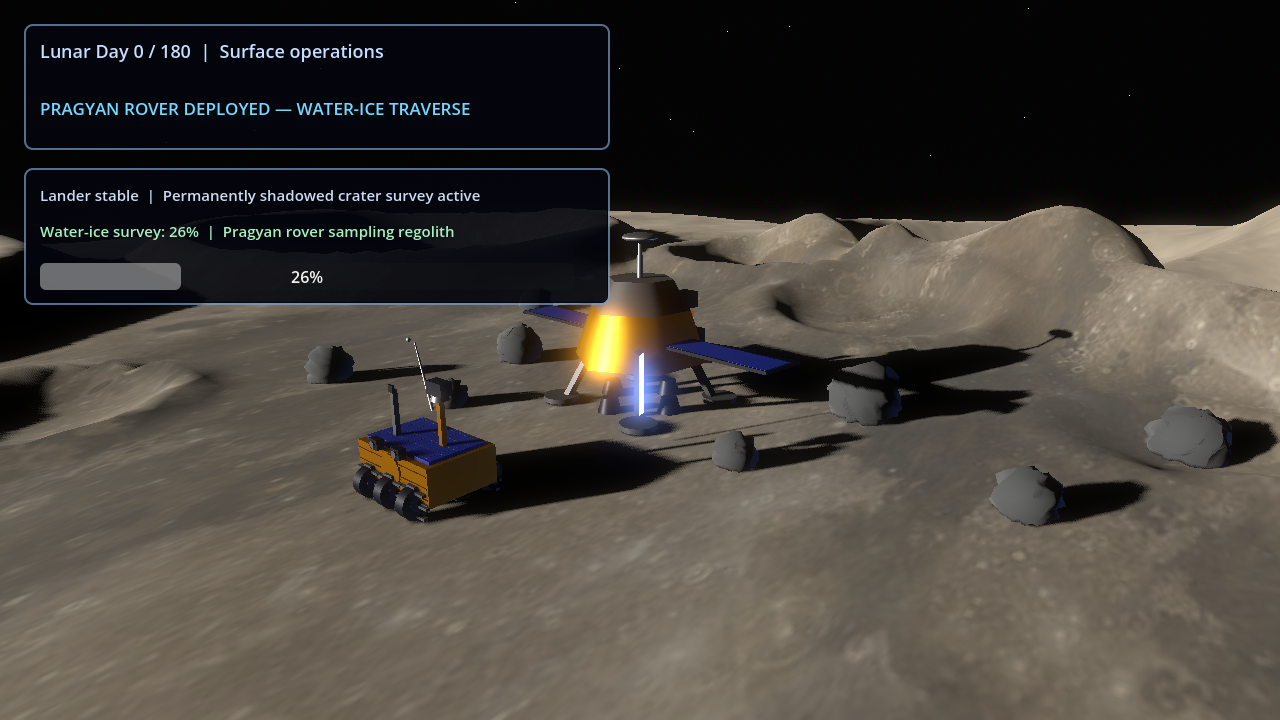 Lunar Day 0 / 180 | Surface operations
PRAGYAN ROVER DEPLOYED — WATER-ICE TRAVERSE
Lander stable | Permanently shadowed crater survey active
Water-ice survey: 26% | Pragyan rover sampling regolith
26%